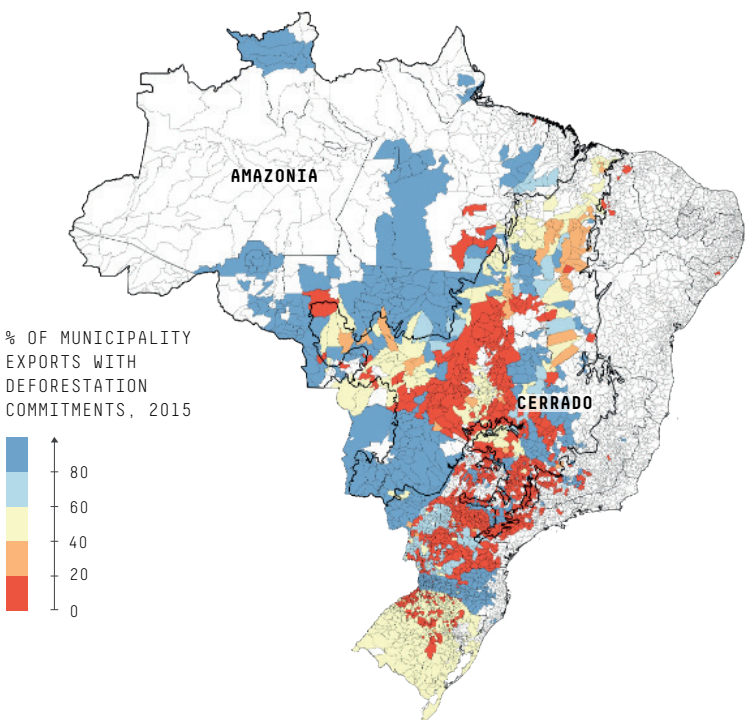 AMAZONIA
% OF MUNICIPALITY
EXPORTS WITH
DEFORESTATION
COMMITMENTS, 2015
CERRADO
80
60
40
20
0